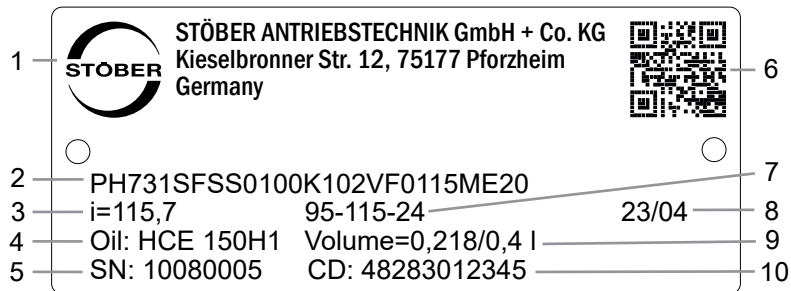 STÖBER ANTRIEBSTECHNIK GmbH + Co. KG
Kieselbronner Str. 12, 75177 Pforzheim
Germany
1
STÖBER
6
2
PH731SFSS0100K102VF0115ME20
7
3
i=115,7 95-115-24 23/04
8
4
Oil: HCE 150H1 Volume=0,218/0,4 l
9
5
SN: 10080005 CD: 48283012345
10